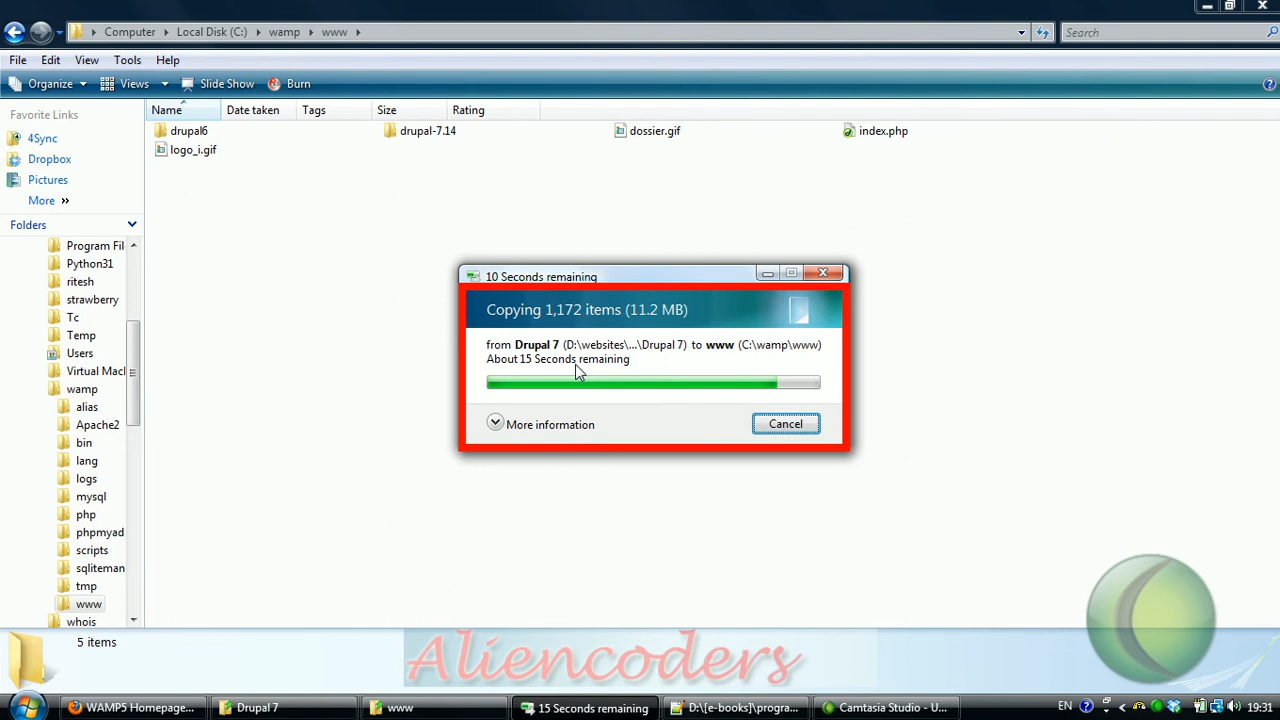 Computer Local Disk (C:) wamp www
Search
File Edit View Tools Help
Organize Views Slide Show Burn
Favorite Links
4Sync
Dropbox
Pictures
More »
Folders
Program Fil
Python31
ritesh
strawberry
Tc
Temp
Users
Virtual Macl
wamp
alias
Apache2
bin
lang
logs
mysql
php
phpmyad
scripts
sqliteman
tmp
www
whois
Name Date taken Tags Size Rating
drupal6 drupal-7.14 dossier.gif index.php
logo_i.gif
10 Seconds remaining
Copying 1,172 items (11.2 MB)
from Drupal 7 (D:\websites\...\Drupal 7) to www (C:\wamp\www)
About 15 Seconds remaining
More information
Cancel
5 items
Aliencoders
WAMP5 Homepage... Drupal 7 www 15 Seconds remaining D:\[e-books]\progra... Camtasia Studio - U... EN 19:31